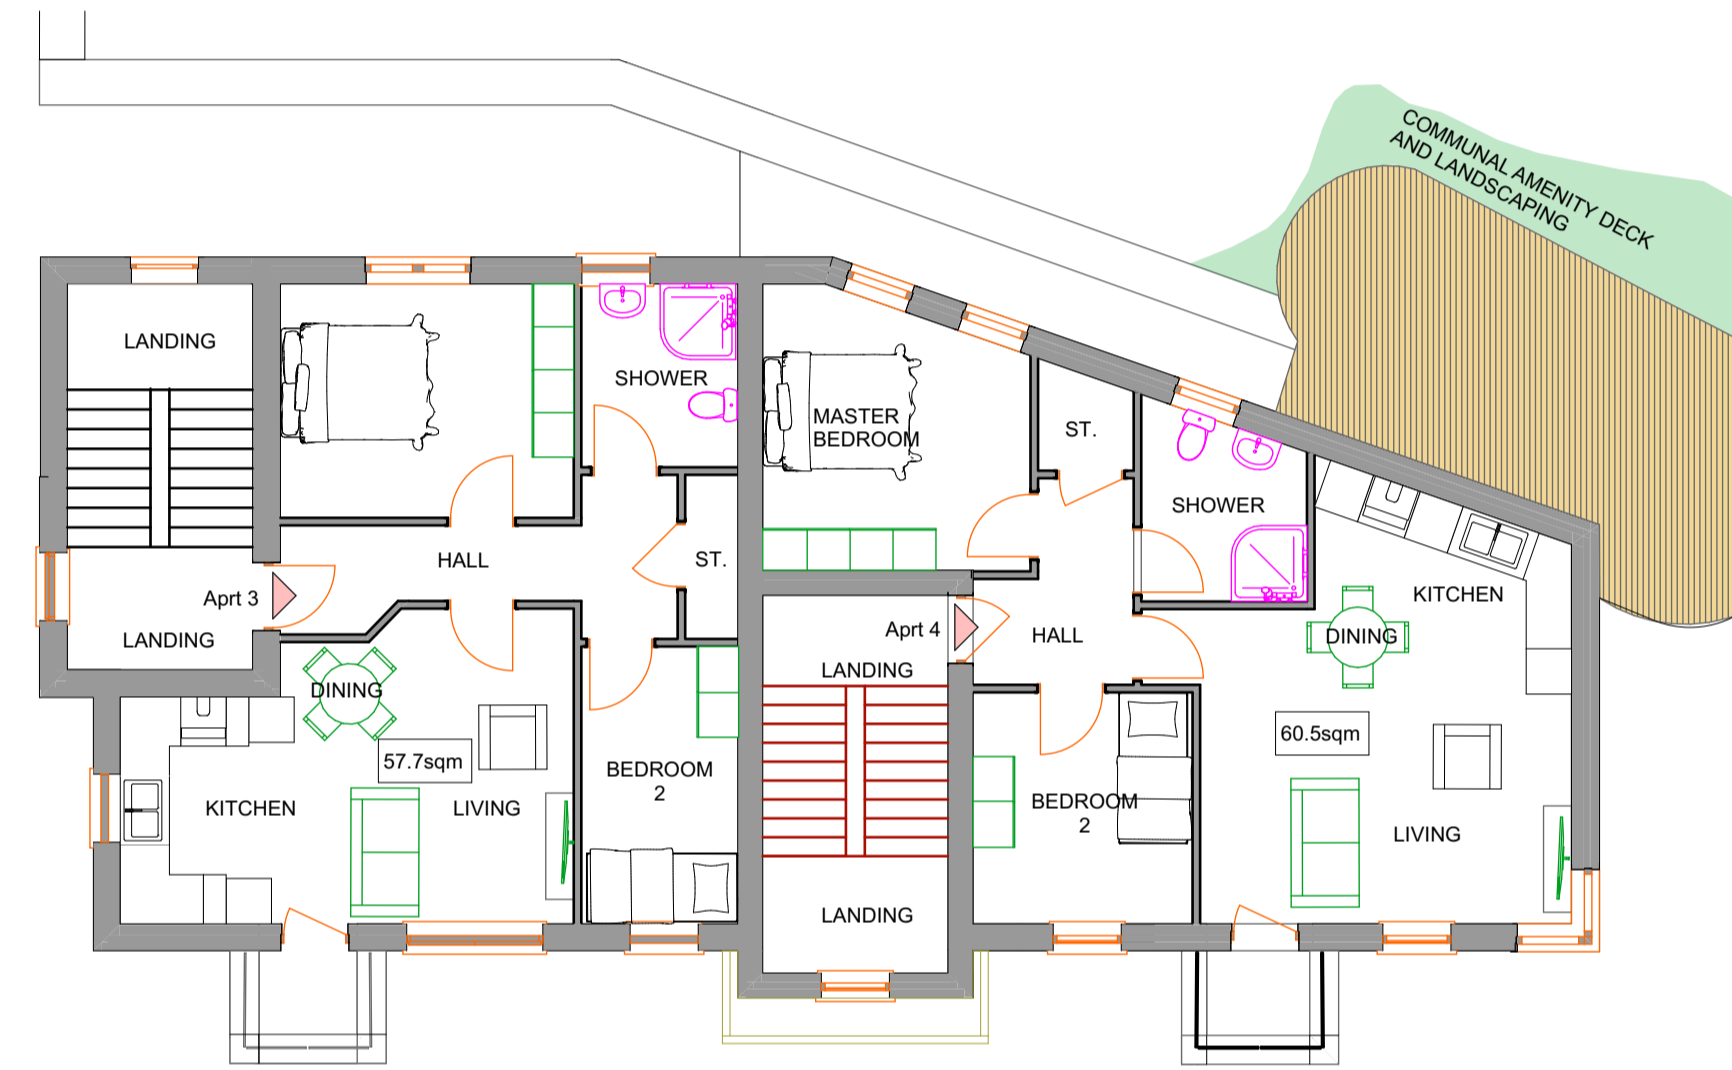 COMMUNAL AMENITY DECK
AND LANDSCAPING
LANDING
SHOWER
MASTER
BEDROOM
ST.
SHOWER
HALL
ST.
KITCHEN
Aprt 3
LANDING
Aprt 4
HALL
DINING
LANDING
DINING
57.7sqm
60.5sqm
BEDROOM
2
KITCHEN
LIVING
BEDROOM
2
LIVING
LANDING